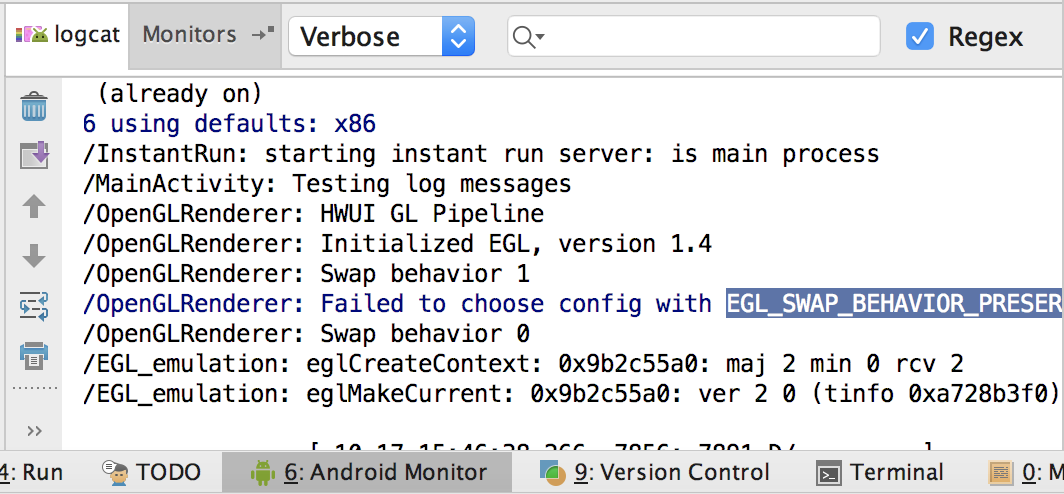 logcat Monitors Verbose Regex
(already on)
6 using defaults: x86
/InstantRun: starting instant run server: is main process
/MainActivity: Testing log messages
/OpenGLRenderer: HWUI GL Pipeline
/OpenGLRenderer: Initialized EGL, version 1.4
/OpenGLRenderer: Swap behavior 1
/OpenGLRenderer: Failed to choose config with EGL_SWAP_BEHAVIOR_PRESER
/OpenGLRenderer: Swap behavior 0
/EGL_emulation: eglCreateContext: 0x9b2c55a0: maj 2 min 0 rcv 2
/EGL_emulation: eglMakeCurrent: 0x9b2c55a0: ver 2 0 (tinfo 0xa728b3f0)
4: Run TODO 6: Android Monitor 9: Version Control Terminal 0: M